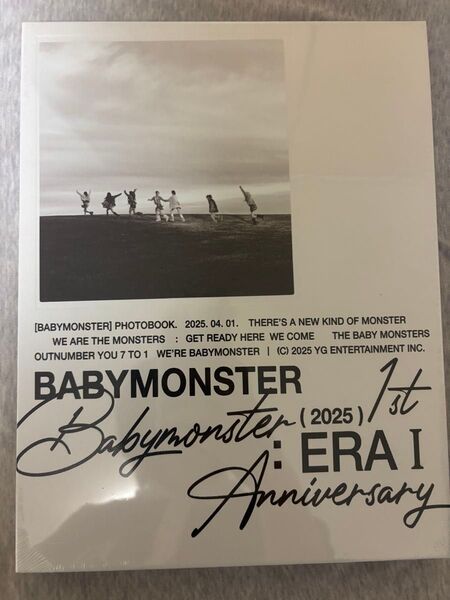 [BABYMONSTER] PHOTOBOOK. 2025. 04. 01. THERE'S A NEW KIND OF MONSTER
WE ARE THE MONSTERS : GET READY HERE WE COME THE BABY MONSTERS
OUTNUMBER YOU 7 TO 1 WE'RE BABYMONSTER | (C) 2025 YG ENTERTAINMENT INC.
BABYMONSTER 1st
Babymonster (2025)
: ERA I
Anniversary